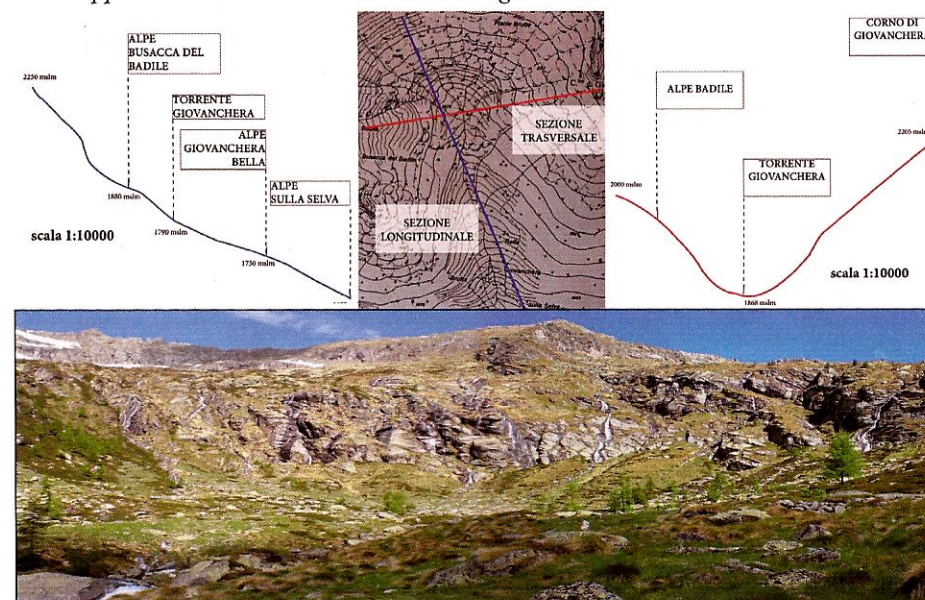 2250 mslm
ALPE
BUSACCA DEL
BADILE
TORRENTE
GIOVANCHERA
ALPE
GIOVANCHERA
BELLA
ALPE
SULLA SELVA
1880 mslm
1790 mslm
1750 mslm
scala 1:10000
SEZIONE
TRASVERSALE
SEZIONE
LONGITUDINALE
CORNO DI
GIOVANCHERA
ALPE BADILE
TORRENTE
GIOVANCHERA
2205 mslm
2000 mslm
1868 mslm
scala 1:10000